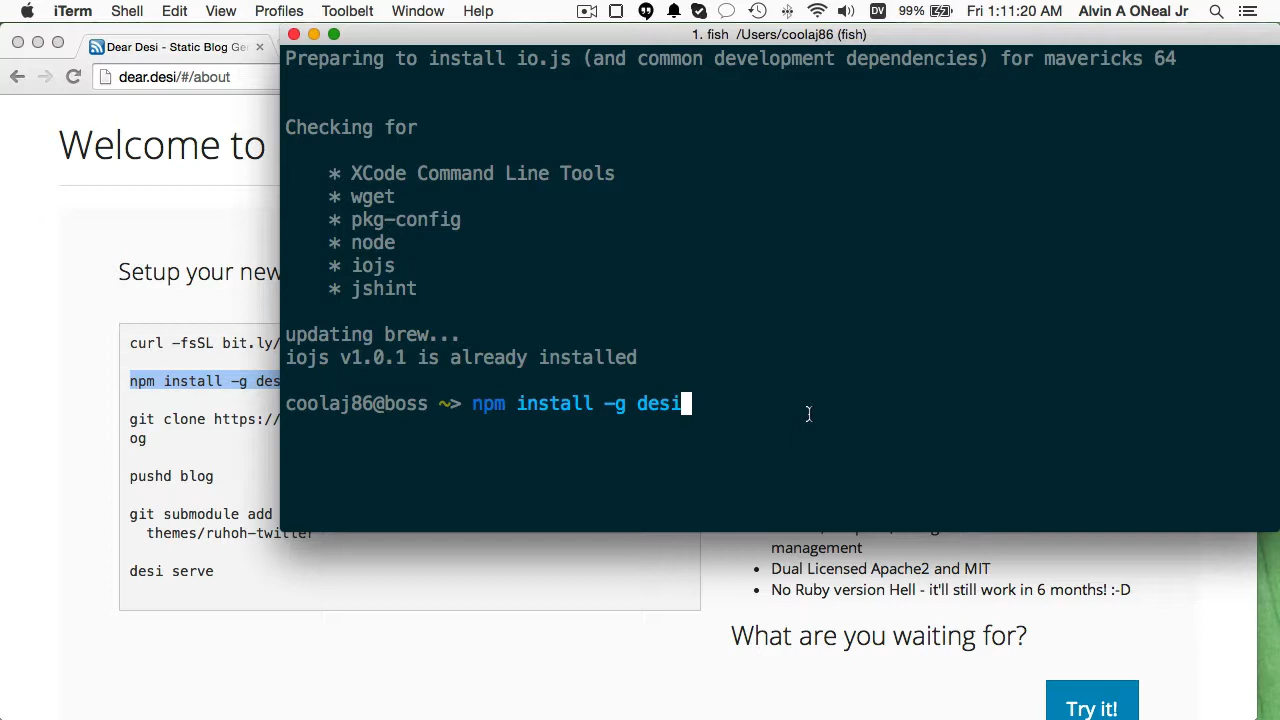 iTerm Shell Edit View Profiles Toolbelt Window Help 99% Fri 1:11:20 AM Alvin A ONeal Jr
DV
Dear Desi - Static Blog Ge
1. fish /Users/coolaj86 (fish)
dear.desi/#/about
Preparing to install io.js (and common development dependencies) for mavericks 64
Checking for
* XCode Command Line Tools
* wget
* pkg-config
* node
* iojs
* jshint
updating brew...
iojs v1.0.1 is already installed
coolaj86@boss ~> npm install -g desi
Welcome to
Setup your new
curl -fsSL bit.ly/
npm install -g des
git clone https://
og
pushd blog
git submodule add
themes/ruhoh-twitter
desi serve
management
• Dual Licensed Apache2 and MIT
• No Ruby version Hell - it'll still work in 6 months! :-D
What are you waiting for?
Try it!